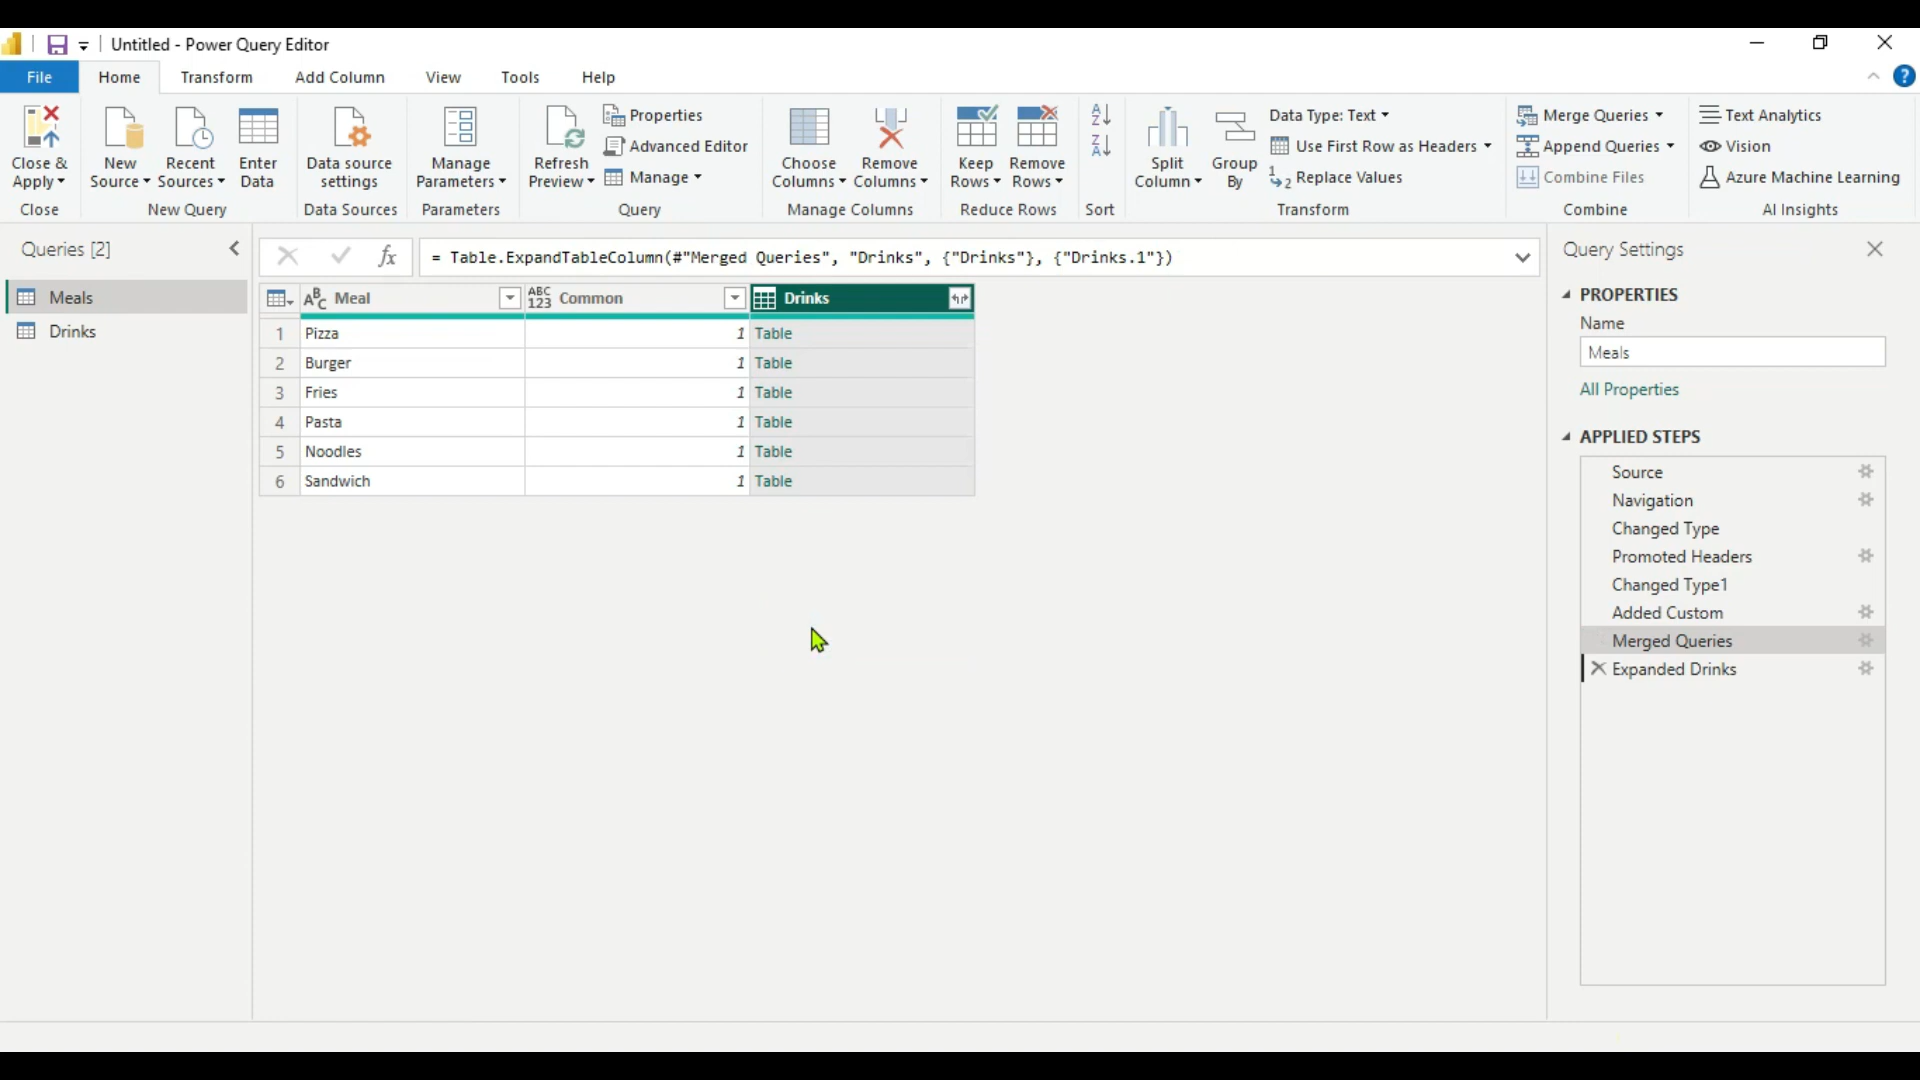 Untitled - Power Query Editor
File Home Transform Add Column View Tools Help
Close & Apply
Close
New Source
Recent Sources
Enter Data
New Query
Data source settings
Data Sources
Manage Parameters
Parameters
Refresh Preview
Properties
Advanced Editor
Manage
Query
Choose Columns
Remove Columns
Manage Columns
Keep Rows
Remove Rows
Reduce Rows
A Z
Z A
Sort
Split Column
Group By
Data Type: Text
Use First Row as Headers
1 2 Replace Values
Transform
Merge Queries
Append Queries
Combine Files
Combine
Text Analytics
Vision
Azure Machine Learning
AI Insights
?
Queries [2]
Meals
Drinks
fx = Table.ExpandTableColumn(#"Merged Queries", "Drinks", {"Drinks"}, {"Drinks.1"})
ABC Meal ABC 123 Common Drinks
1 Pizza 1 Table
2 Burger 1 Table
3 Fries 1 Table
4 Pasta 1 Table
5 Noodles 1 Table
6 Sandwich 1 Table
Query Settings
PROPERTIES
Name
Meals
All Properties
APPLIED STEPS
Source
Navigation
Changed Type
Promoted Headers
Changed Type1
Added Custom
Merged Queries
Expanded Drinks